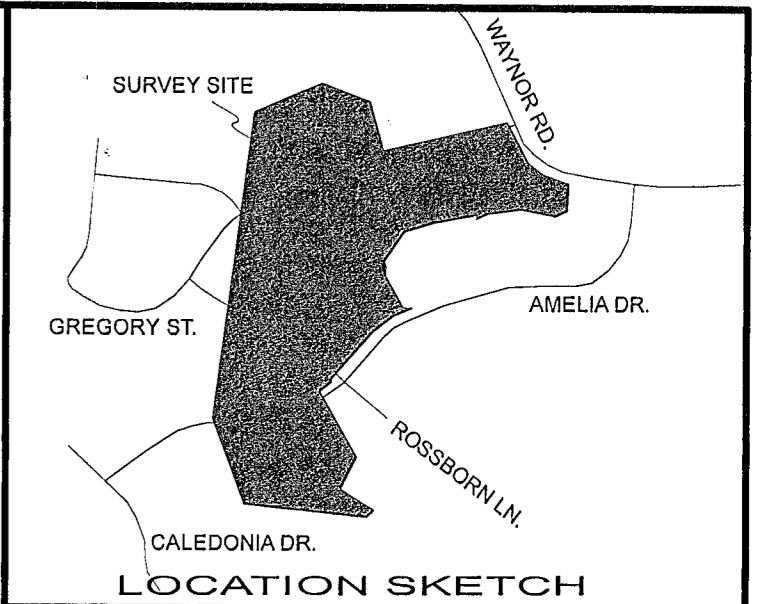 SURVEY SITE
WAYNOR RD.
GREGORY ST.
AMELIA DR.
ROSSBORN LN.
CALEDONIA DR.
LOCATION SKETCH